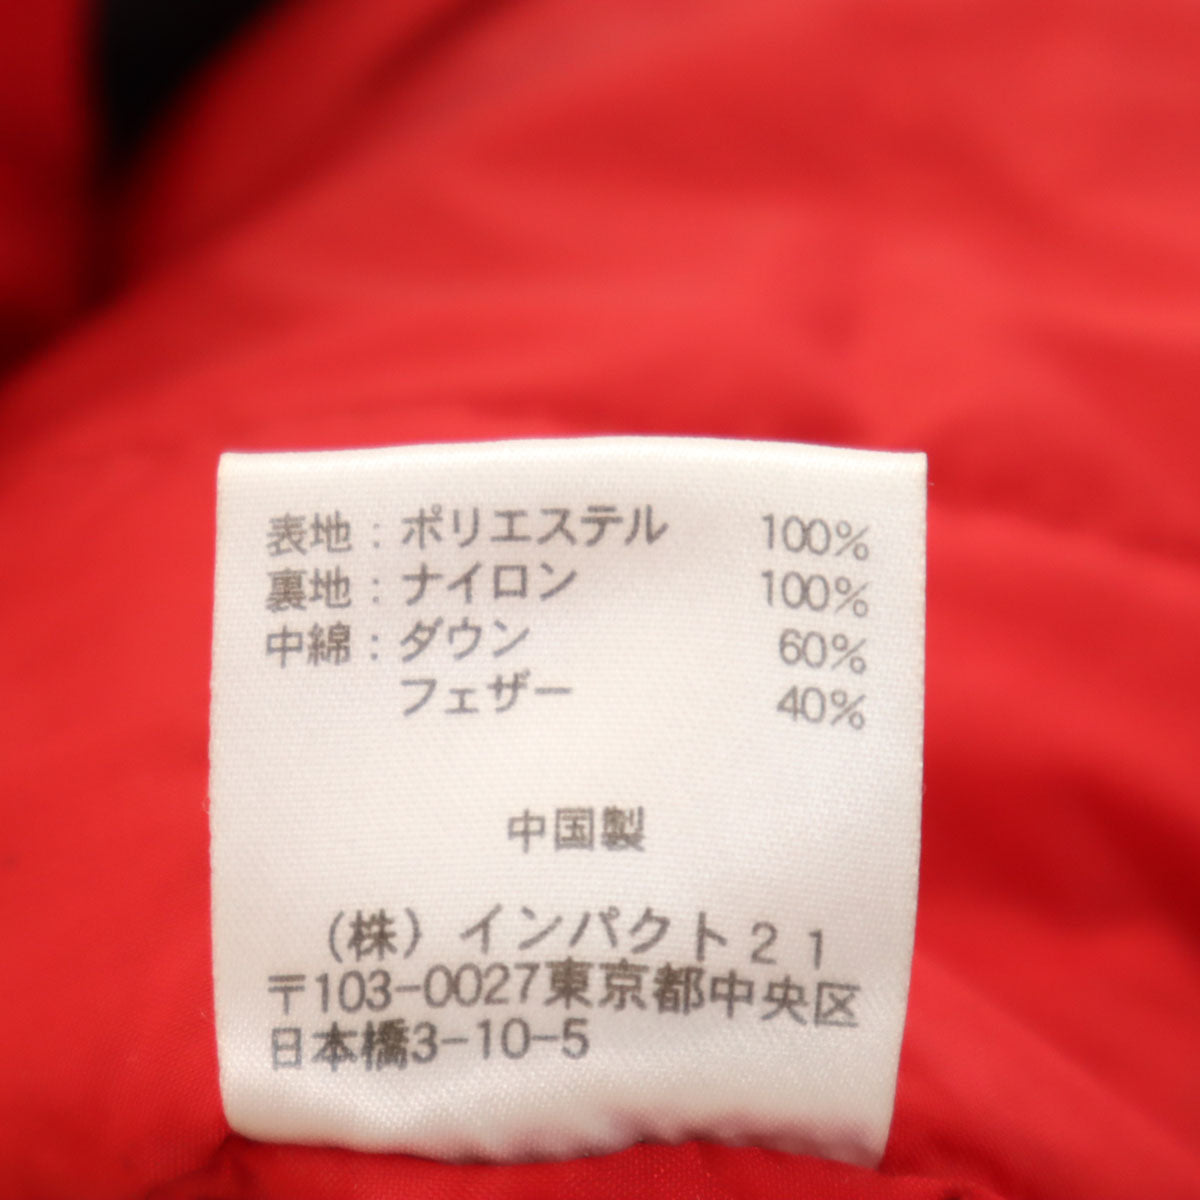 表地：ポリエステル 100%
裏地：ナイロン 100%
中綿：ダウン 60%
フェザー 40%
中国製
（株）インパクト２１
〒103-0027東京都中央区
日本橋3-10-5